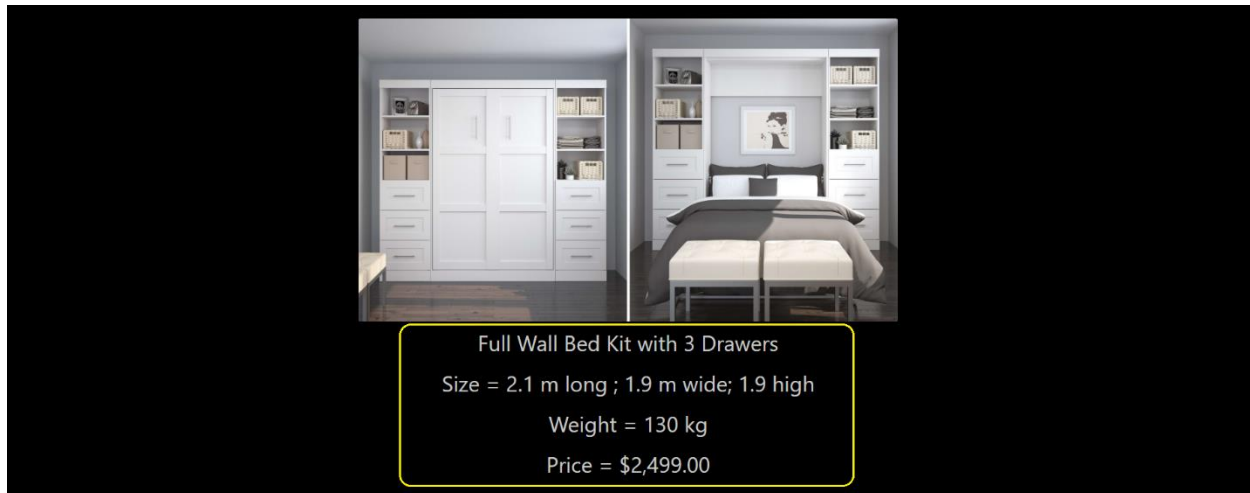 Full Wall Bed Kit with 3 Drawers
Size = 2.1 m long ; 1.9 m wide; 1.9 high
Weight = 130 kg
Price = $2,499.00